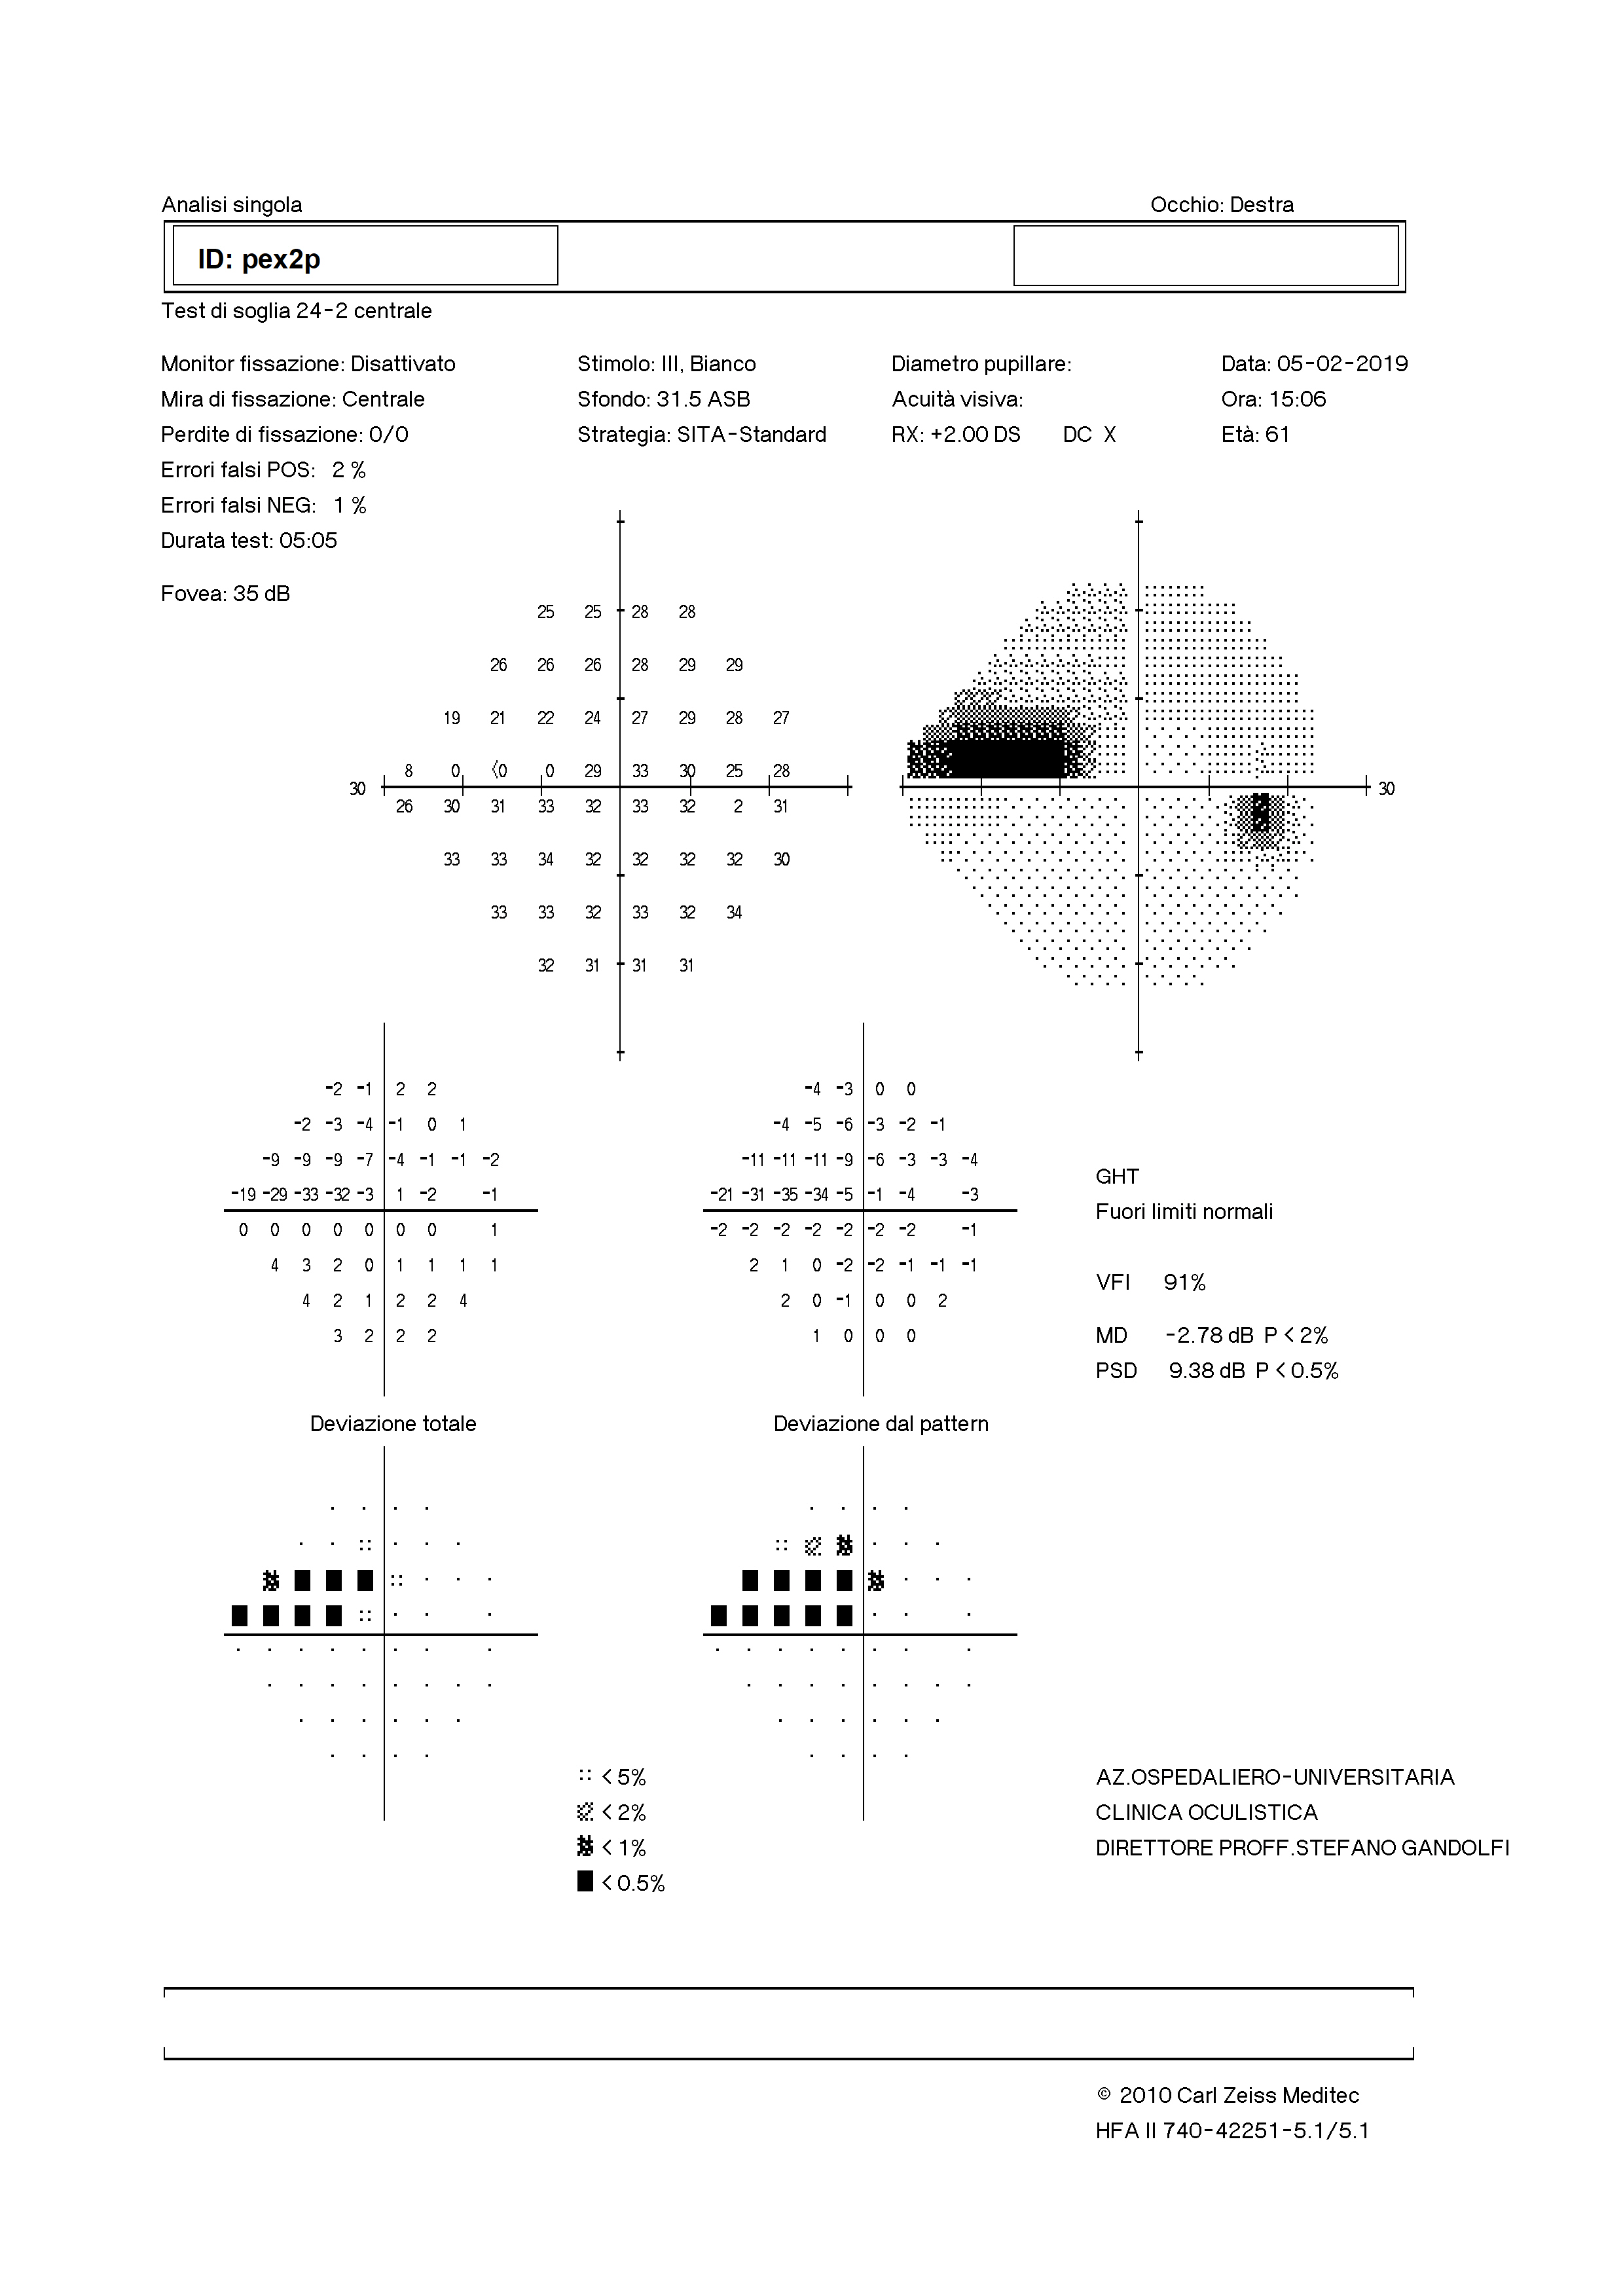 Analisi singola Occhio: Destra
ID: pex2p
Test di soglia 24-2 centrale
Monitor fissazione: Disattivato Stimolo: III, Bianco Diametro pupillare: Data: 05-02-2019
Mira di fissazione: Centrale Sfondo: 31.5 ASB Acuità visiva: Ora: 15:06
Perdite di fissazione: 0/0 Strategia: SITA-Standard RX: +2.00 DS DC X Età: 61
Errori falsi POS: 2 %
Errori falsi NEG: 1 %
Durata test: 05:05
Fovea: 35 dB
25 25 28 28
26 26 26 28 29 29
19 21 22 24 27 29 28 27
8 0 <0 0 29 33 30 25 28
30 30
26 30 31 33 32 33 32 2 31
33 33 34 32 32 32 32 30
33 33 32 33 32 34
32 31 31 31
-2 -1 2 2 -4 -3 0 0
-2 -3 -4 -1 0 1 -4 -5 -6 -3 -2 -1
-9 -9 -9 -7 -4 -1 -1 -2 -11 -11 -11 -9 -6 -3 -3 -4
GHT
-19 -29 -33 -32 -3 1 -2 -1 -21 -31 -35 -34 -5 -1 -4 -3
Fuori limiti normali
0 0 0 0 0 0 0 1 -2 -2 -2 -2 -2 -2 -2 -1
4 3 2 0 1 1 1 1 2 1 0 -2 -2 -1 -1 -1
VFI 91%
4 2 1 2 2 4 2 0 -1 0 0 2
3 2 2 2 1 0 0 0
MD -2.78 dB P < 2%
PSD 9.38 dB P < 0.5%
Deviazione totale Deviazione dal pattern
< 5% AZ.OSPEDALIERO-UNIVERSITARIA
< 2% CLINICA OCULISTICA
< 1% DIRETTORE PROFF.STEFANO GANDOLFI
< 0.5%
© 2010 Carl Zeiss Meditec
HFA II 740-42251-5.1/5.1